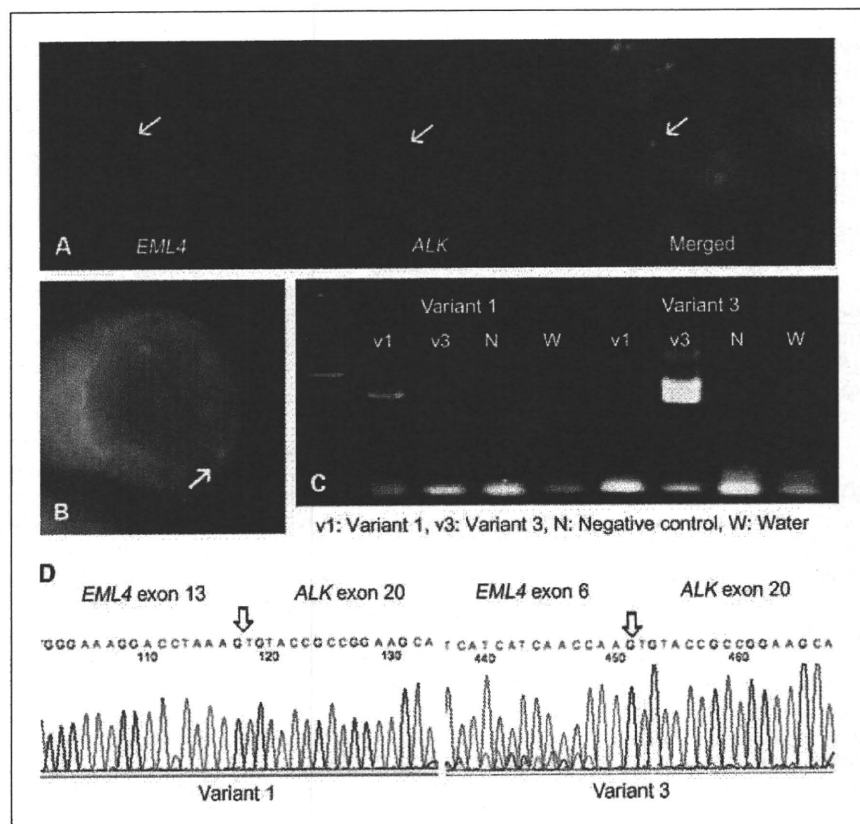 A EML4 ALK Merged
B
C
Variant 1 Variant 3
v1 v3 N W v1 v3 N W
v1: Variant 1, v3: Variant 3, N: Negative control, W: Water
D
EML4 exon 13 ALK exon 20 EML4 exon 6 ALK exon 20
TGGGAAAGGACCTAAAGTGTACCGCCGGAAGCA TCATCATCAACCAAGTGTACCGCCGGAAGCA
110 120 130 440 450 460
Variant 1 Variant 3